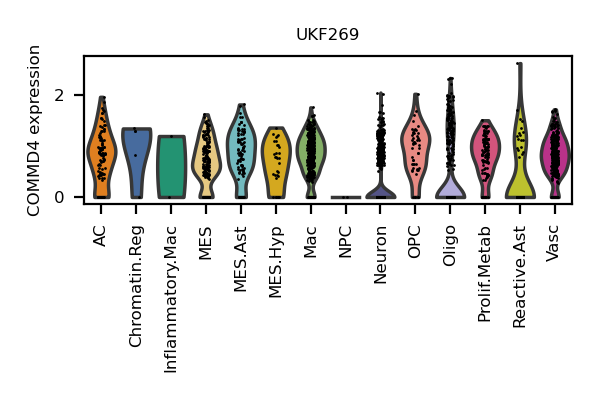 UKF269
COMMD4 expression
2
0
AC
Chromatin.Reg
Inflammatory.Mac
MES
MES.Ast
MES.Hyp
Mac
NPC
Neuron
OPC
Oligo
Prolif.Metab
Reactive.Ast
Vasc